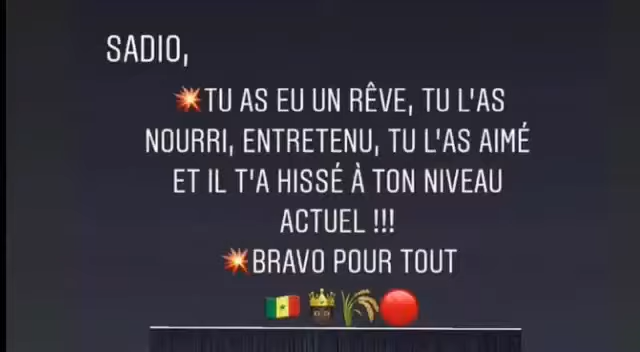 SADIO,
💥TU AS EU UN RÊVE, TU L'AS
NOURRI, ENTRETENU, TU L'AS AIMÉ
ET IL T'A HISSÉ À TON NIVEAU
ACTUEL !!!
💥BRAVO POUR TOUT
🇸🇳🤴🏿🌾🔴